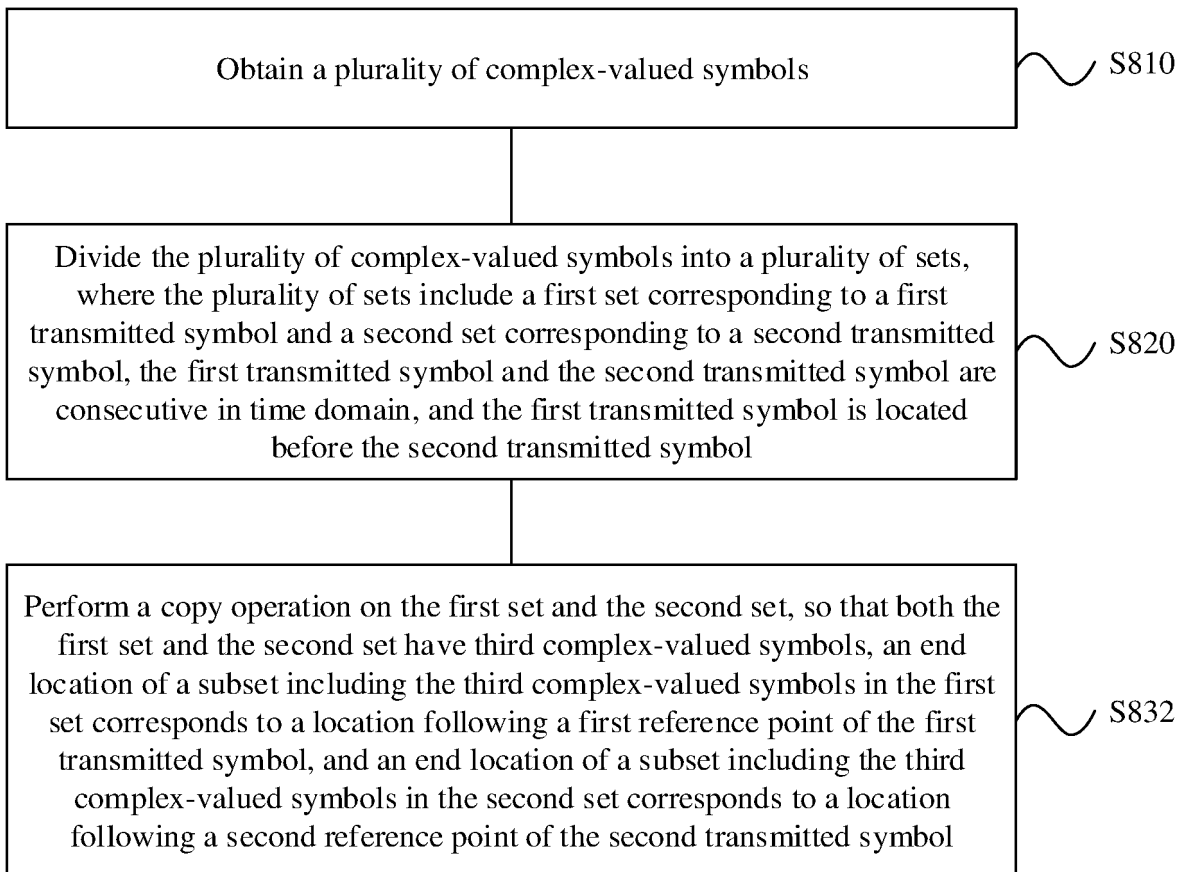 Obtain a plurality of complex-valued symbols
S810
Divide the plurality of complex-valued symbols into a plurality of sets,
where the plurality of sets include a first set corresponding to a first
transmitted symbol and a second set corresponding to a second transmitted
symbol, the first transmitted symbol and the second transmitted symbol are
consecutive in time domain, and the first transmitted symbol is located
before the second transmitted symbol
S820
Perform a copy operation on the first set and the second set, so that both the
first set and the second set have third complex-valued symbols, an end
location of a subset including the third complex-valued symbols in the first
set corresponds to a location following a first reference point of the first
transmitted symbol, and an end location of a subset including the third
complex-valued symbols in the second set corresponds to a location
following a second reference point of the second transmitted symbol
S832